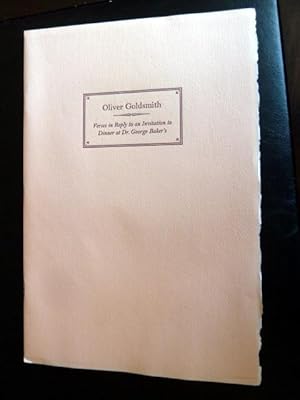 Oliver Goldsmith
Verses in Reply to an Invitation to
Dinner at Dr. George Baker's